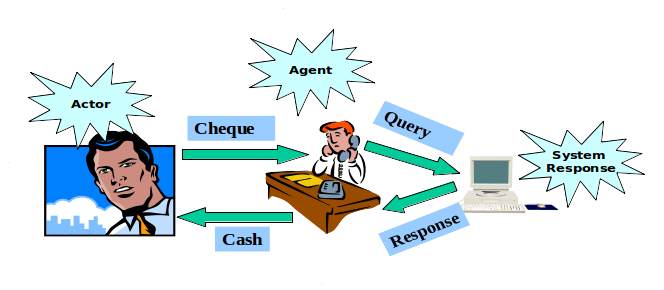 Agent
Actor
Cheque
Query
System
Response
Response
Cash